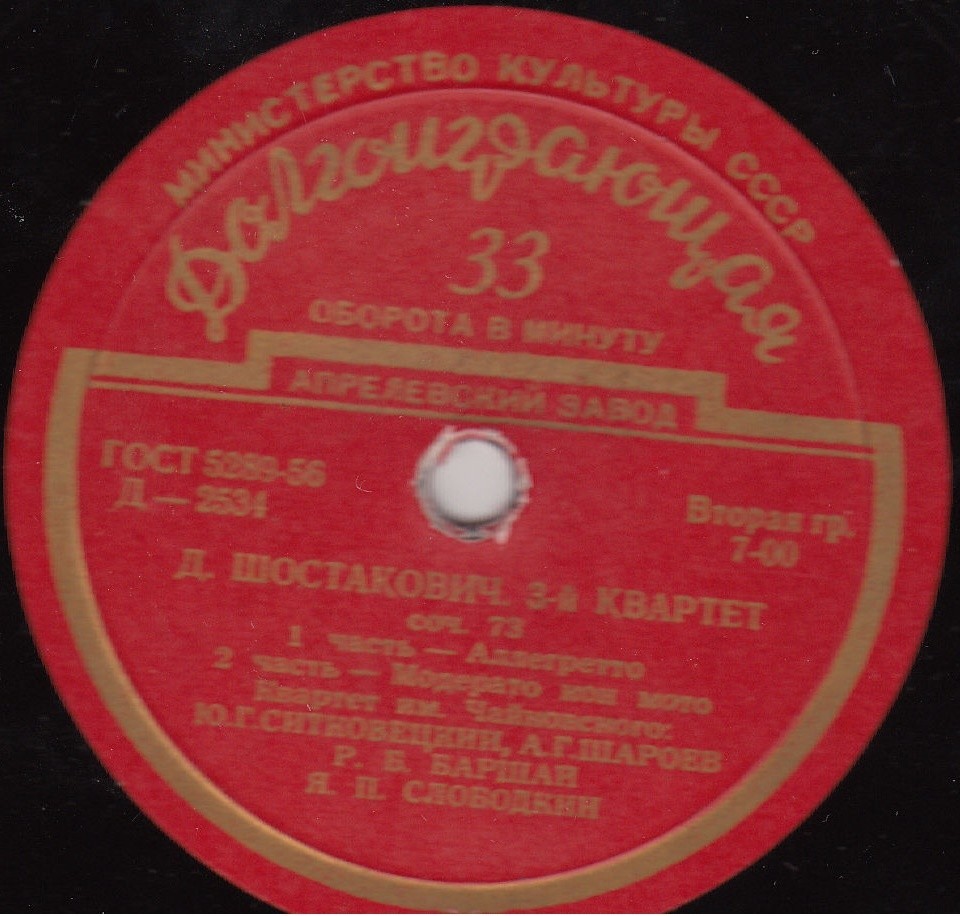 МИНИСТЕРСТВО КУЛЬТУРЫ СССР
Долгоиграющая
33
ОБОРОТА В МИНУТУ
АПРЕЛЕВСКИЙ ЗАВОД
ГОСТ 5289-56
Д — 2534
Вторая гр.
7-00
Д. ШОСТАКОВИЧ. 3-й КВАРТЕТ
соч. 73
1 часть — Аллегретто
2 часть — Модерато кон мото
Квартет им. Чайковского:
Ю.Г.СИТКОВЕЦКИЙ, А.Г.ШАРОЕВ
Р. Б. БАРШАЙ
Я. П. СЛОБОДКИН